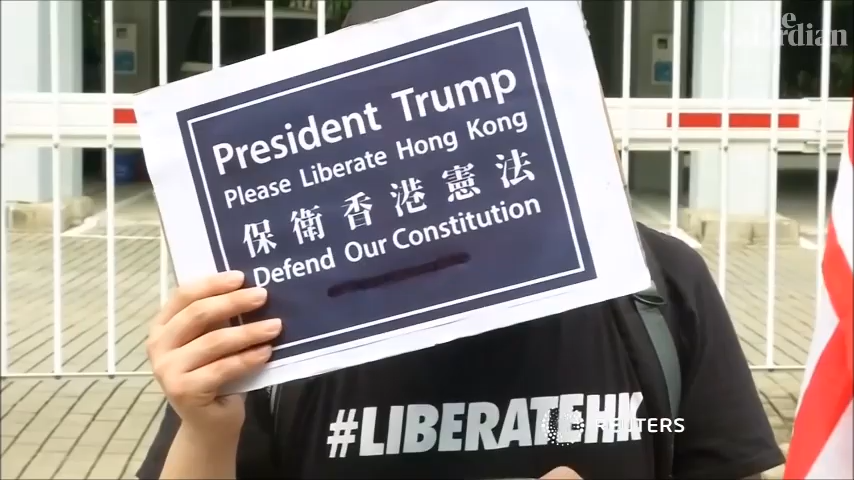 The
Guardian
President Trump
Please Liberate Hong Kong
保衛香港憲法
Defend Our Constitution
#LIBERATEHK
REUTERS